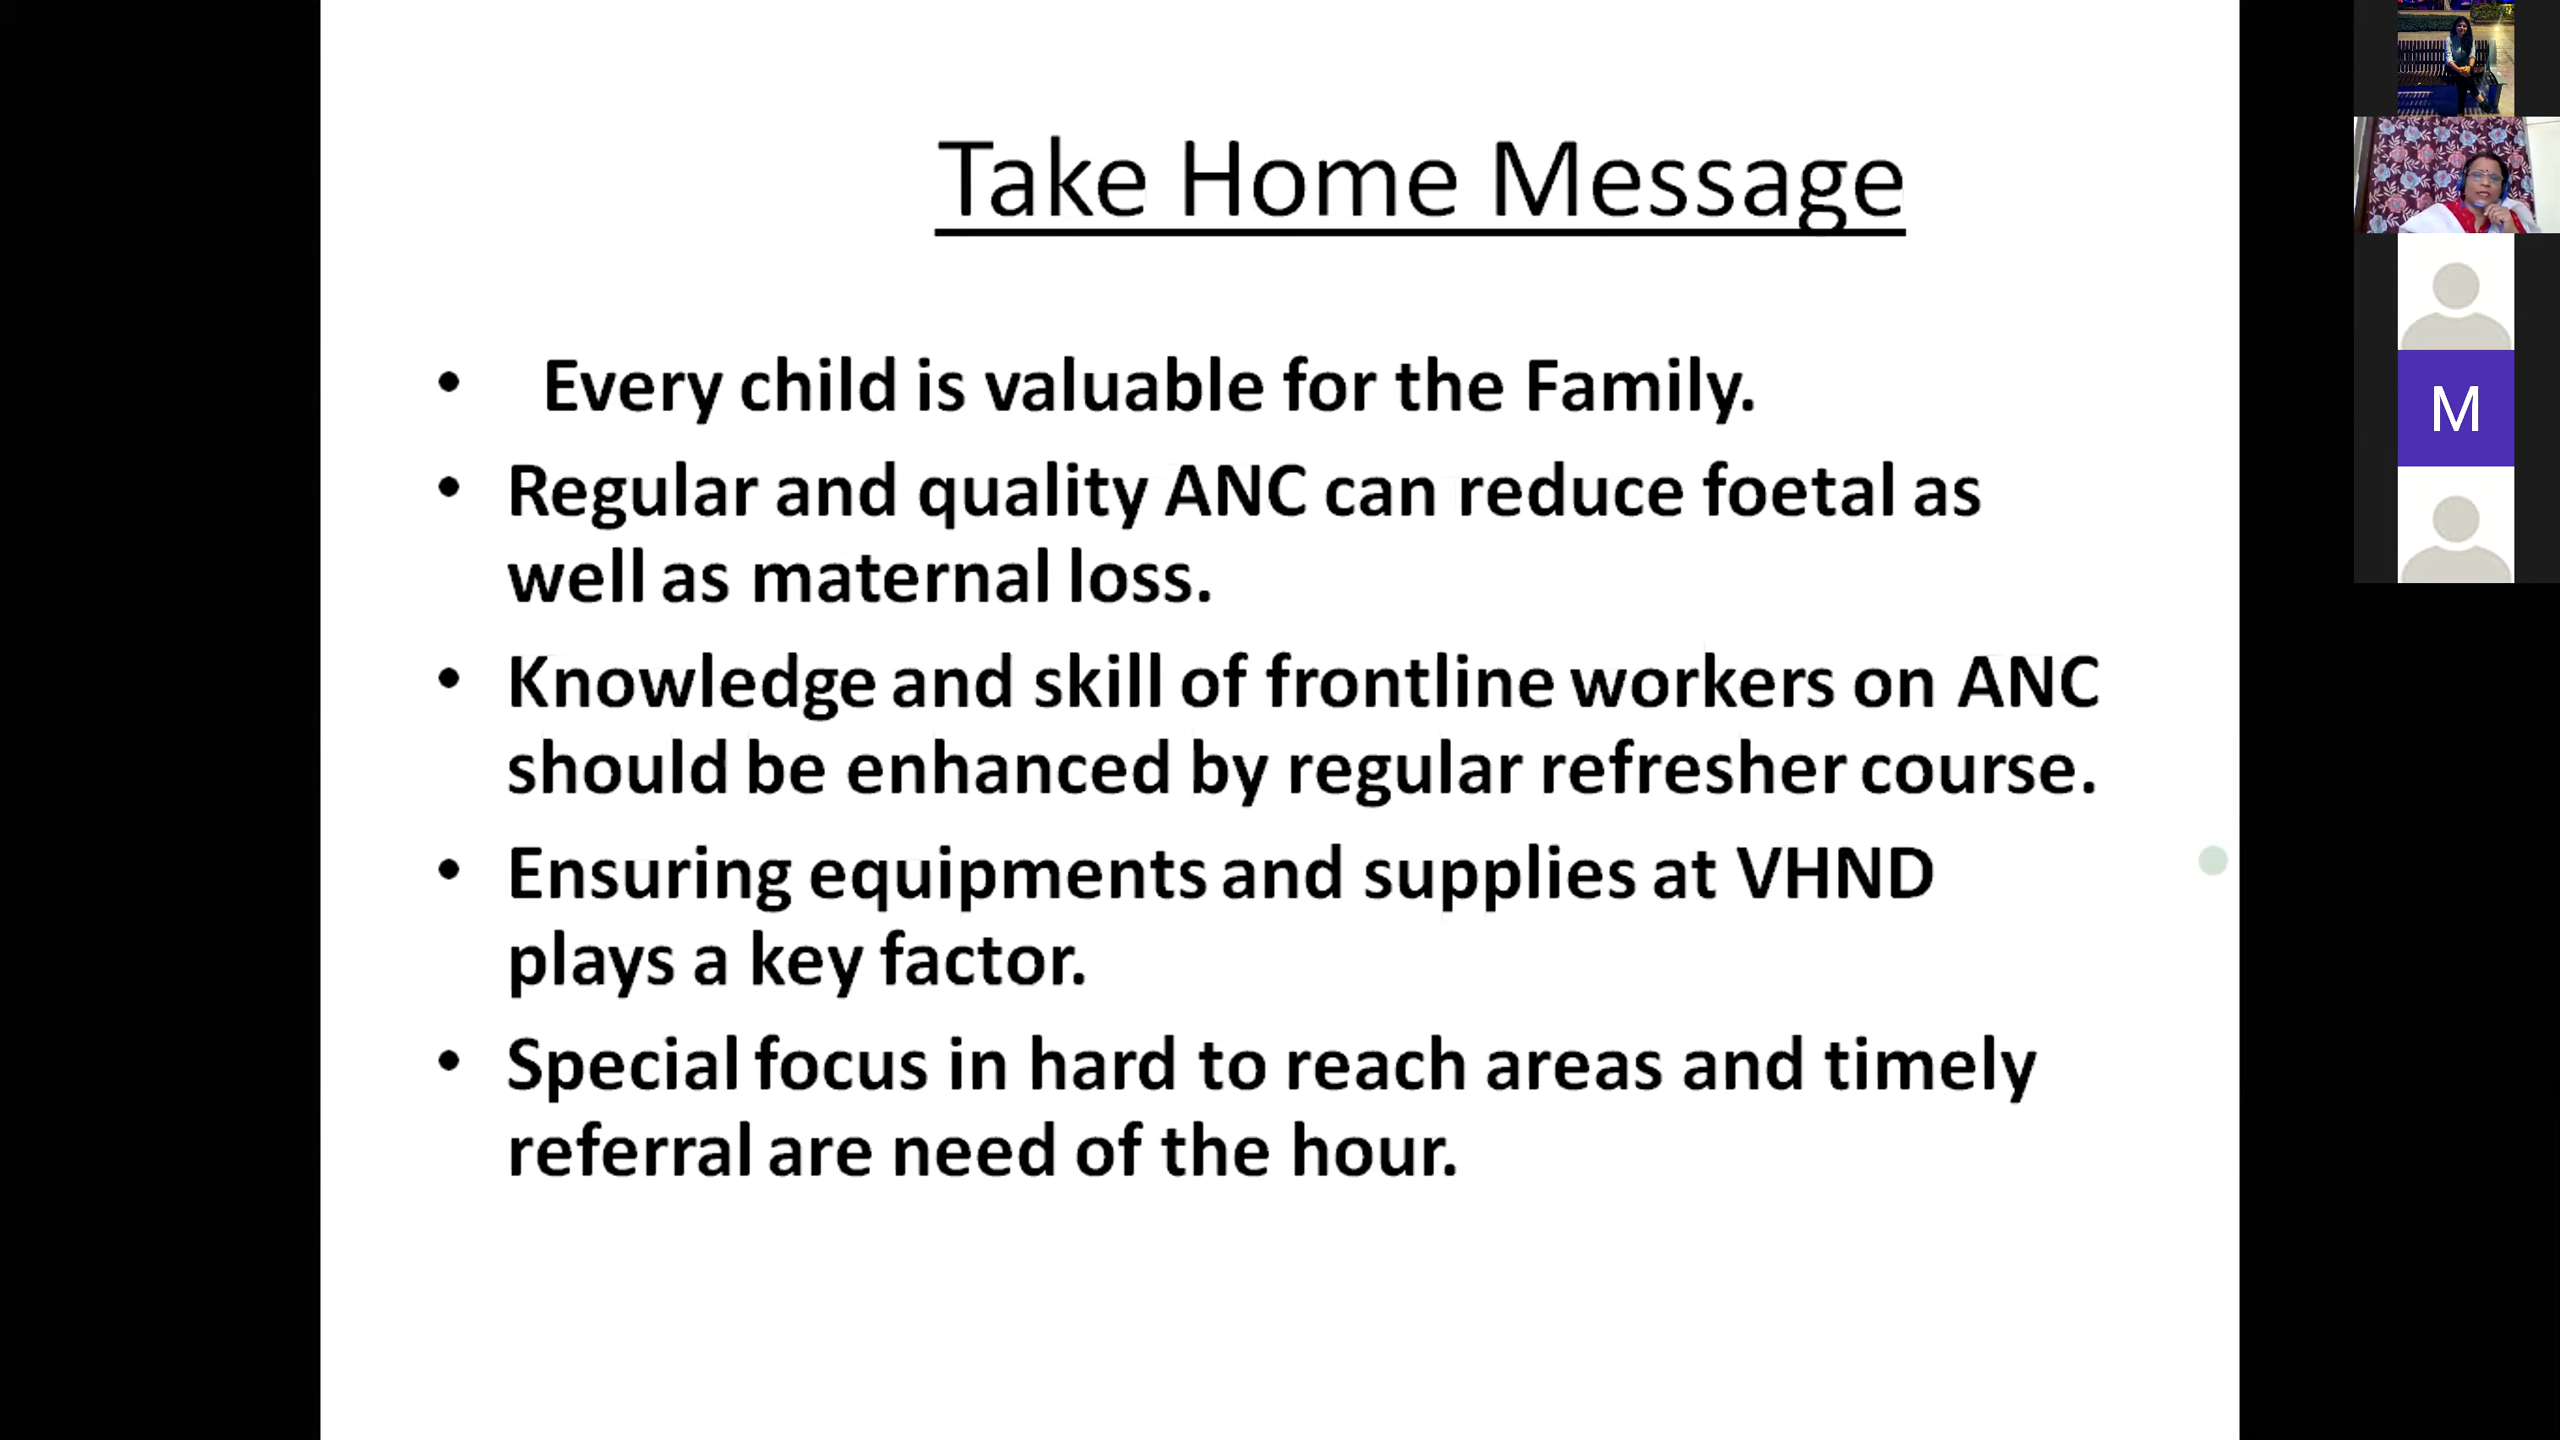 Take Home Message
• Every child is valuable for the Family.
• Regular and quality ANC can reduce foetal as
well as maternal loss.
• Knowledge and skill of frontline workers on ANC
should be enhanced by regular refresher course.
• Ensuring equipments and supplies at VHND
plays a key factor.
• Special focus in hard to reach areas and timely
referral are need of the hour.
M